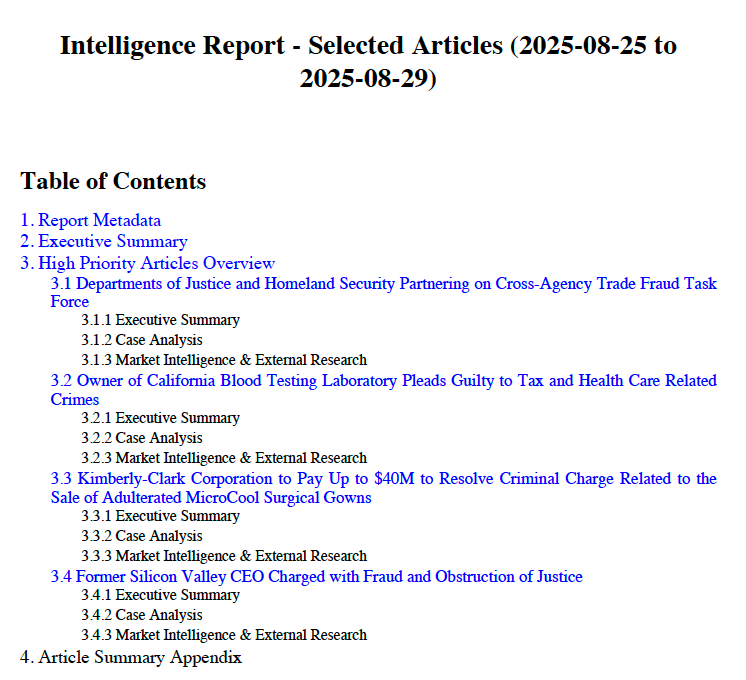 Intelligence Report - Selected Articles (2025-08-25 to
2025-08-29)
Table of Contents
1. Report Metadata
2. Executive Summary
3. High Priority Articles Overview
3.1 Departments of Justice and Homeland Security Partnering on Cross-Agency Trade Fraud Task
Force
3.1.1 Executive Summary
3.1.2 Case Analysis
3.1.3 Market Intelligence & External Research
3.2 Owner of California Blood Testing Laboratory Pleads Guilty to Tax and Health Care Related
Crimes
3.2.1 Executive Summary
3.2.2 Case Analysis
3.2.3 Market Intelligence & External Research
3.3 Kimberly-Clark Corporation to Pay Up to $40M to Resolve Criminal Charge Related to the
Sale of Adulterated MicroCool Surgical Gowns
3.3.1 Executive Summary
3.3.2 Case Analysis
3.3.3 Market Intelligence & External Research
3.4 Former Silicon Valley CEO Charged with Fraud and Obstruction of Justice
3.4.1 Executive Summary
3.4.2 Case Analysis
3.4.3 Market Intelligence & External Research
4. Article Summary Appendix